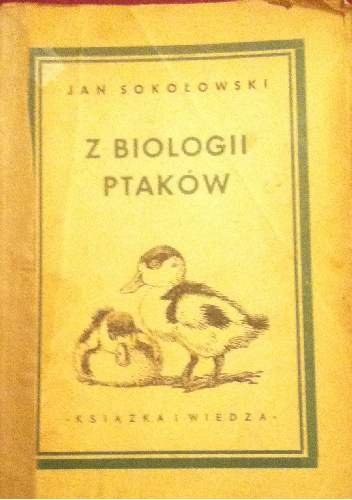 JAN SOKOŁOWSKI
Z BIOLOGII
PTAKÓW
- KSIĄŻKA I WIEDZA -